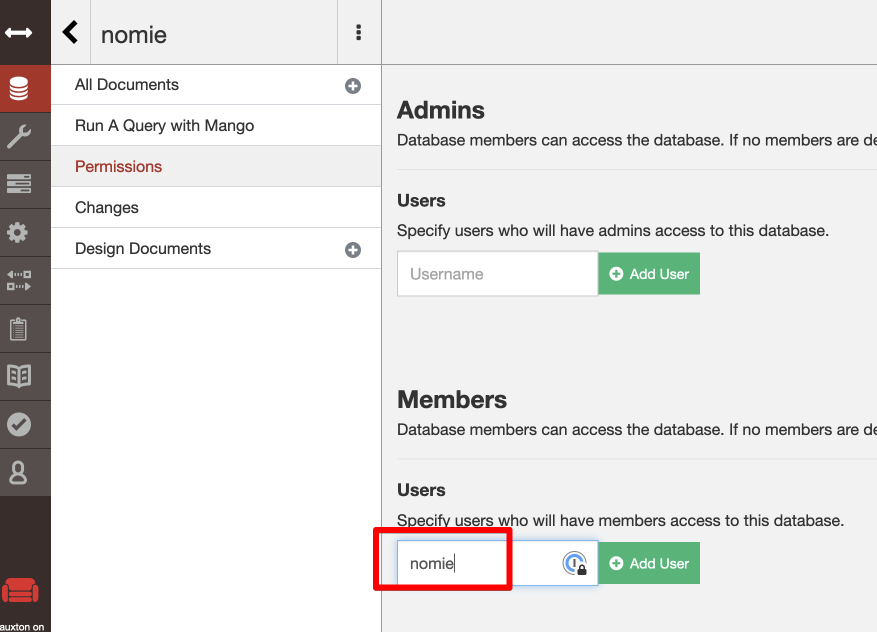 nomie
All Documents
Run A Query with Mango
Permissions
Changes
Design Documents
Admins
Database members can access the database. If no members are de
Users
Specify users who will have admins access to this database.
Username
Add User
Members
Database members can access the database. If no members are de
Users
Specify users who will have members access to this database.
nomie
Add User
auxton on